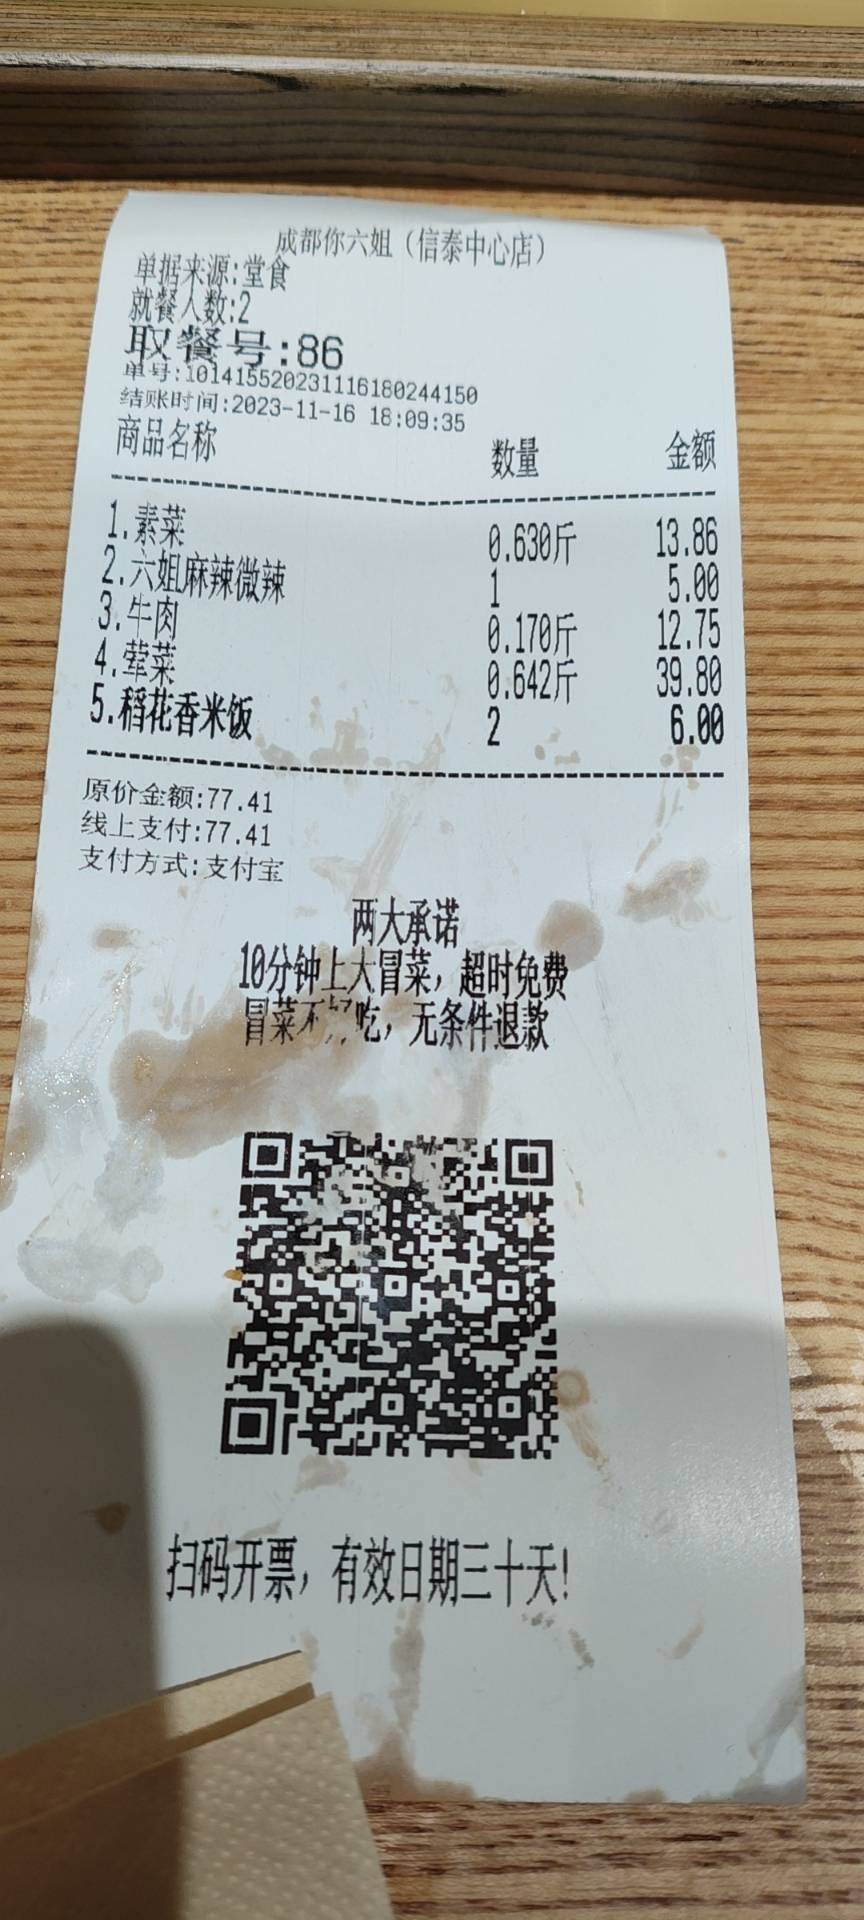 成都你六姐（信泰中心店）
单据来源:堂食
就餐人数:2
取餐号:86
单号:10141552023111618024​4150
结账时间:2023-11-16 18:09:35
商品名称 数量 金额
1.素菜 0.630斤 13.86
2.六姐麻辣微辣 1 5.00
3.牛肉 0.170斤 12.75
4.荤菜 0.642斤 39.80
5.稻花香米饭 2 6.00
原价金额:77.41
线上支付:77.41
支付方式:支付宝
两大承诺
10分钟上大冒菜，超时免费
冒菜不好吃，无条件退款
扫码开票，有效日期三十天!